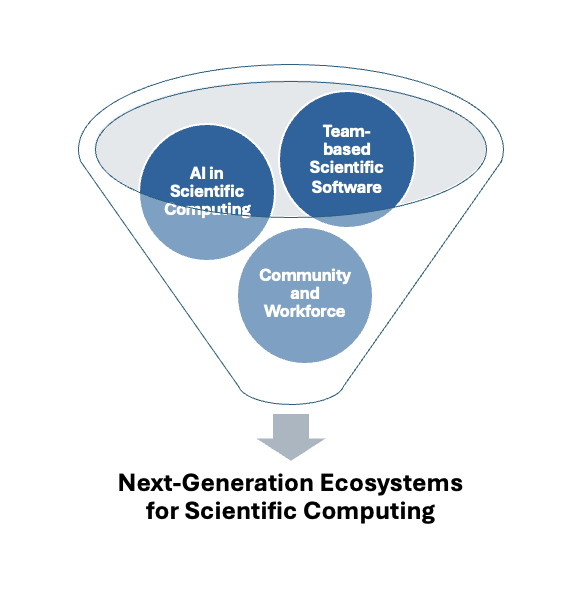 Team-
based
Scientific
Software
AI in
Scientific
Computing
Community
and
Workforce
Next-Generation Ecosystems
for Scientific Computing